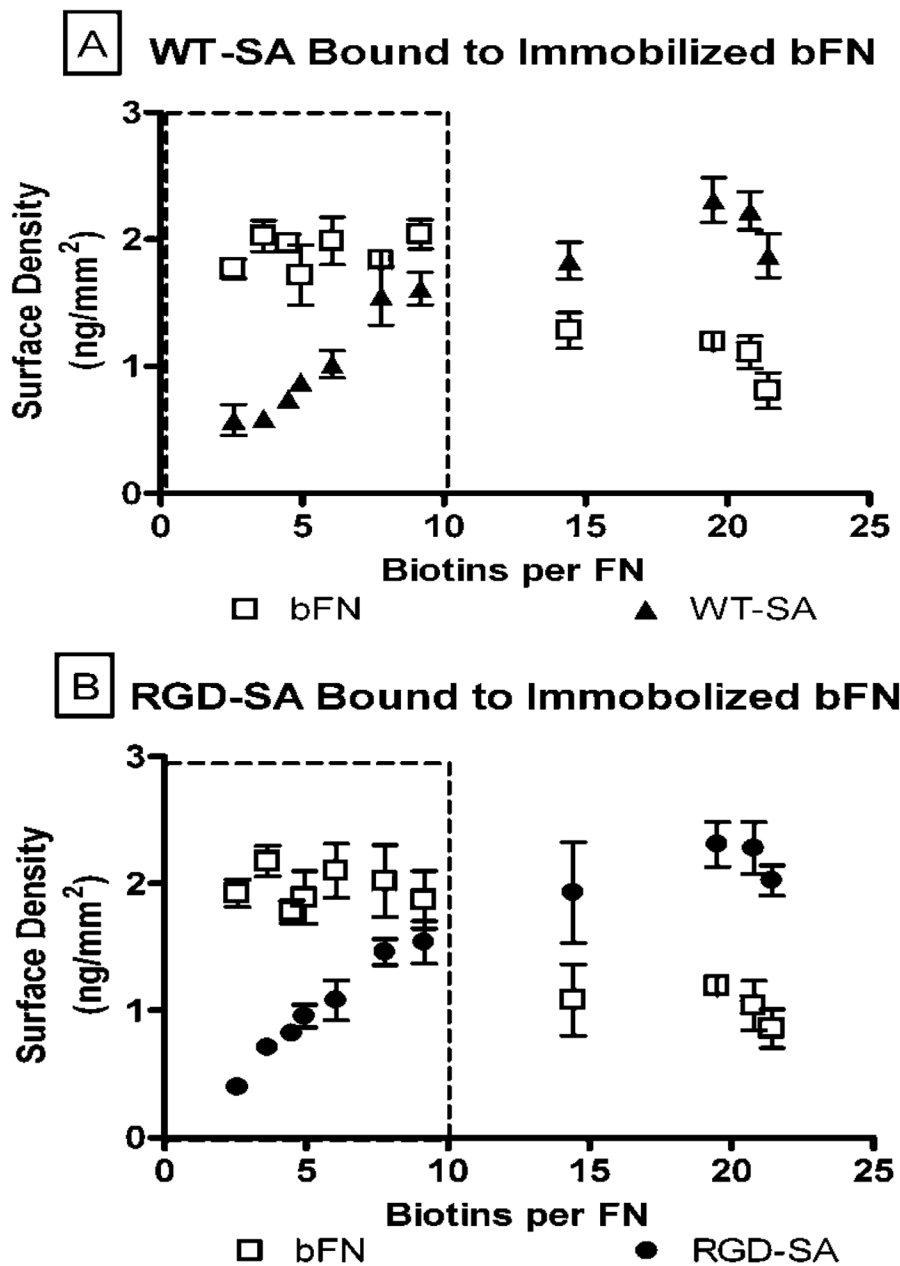 A WT-SA Bound to Immobilized bFN
3
2
1
0
Surface Density
(ng/mm2)
0 5 10 15 20 25
Biotins per FN
bFN WT-SA
B RGD-SA Bound to Immobolized bFN
3
2
1
0
Surface Density
(ng/mm2)
0 5 10 15 20 25
Biotins per FN
bFN RGD-SA